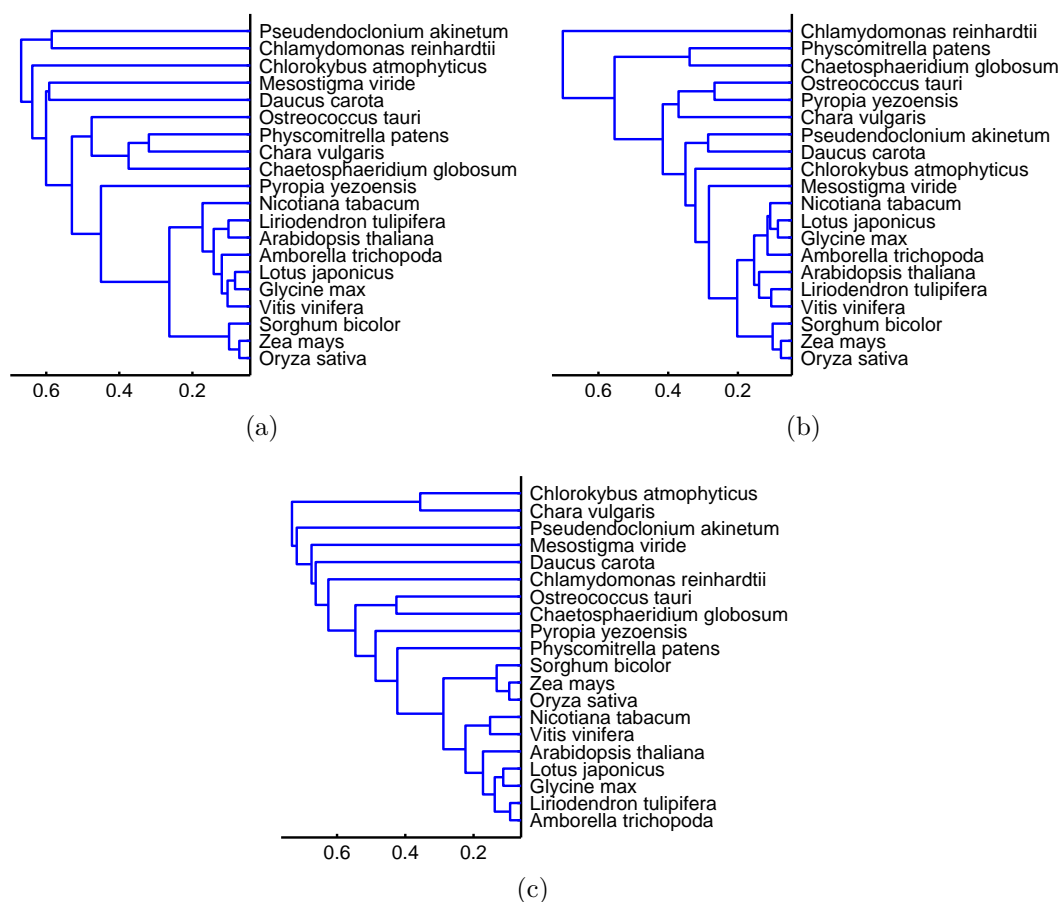 Pseudendoclonium akinetum
Chlamydomonas reinhardtii
Chlorokybus atmophyticus
Mesostigma viride
Daucus carota
Ostreococcus tauri
Physcomitrella patens
Chara vulgaris
Chaetosphaeridium globosum
Pyropia yezoensis
Nicotiana tabacum
Liriodendron tulipifera
Arabidopsis thaliana
Amborella trichopoda
Lotus japonicus
Glycine max
Vitis vinifera
Sorghum bicolor
Zea mays
Oryza sativa
0.6 0.4 0.2
(a)
Chlamydomonas reinhardtii
Physcomitrella patens
Chaetosphaeridium globosum
Ostreococcus tauri
Pyropia yezoensis
Chara vulgaris
Pseudendoclonium akinetum
Daucus carota
Chlorokybus atmophyticus
Mesostigma viride
Nicotiana tabacum
Lotus japonicus
Glycine max
Amborella trichopoda
Arabidopsis thaliana
Liriodendron tulipifera
Vitis vinifera
Sorghum bicolor
Zea mays
Oryza sativa
0.6 0.4 0.2
(b)
Chlorokybus atmophyticus
Chara vulgaris
Pseudendoclonium akinetum
Mesostigma viride
Daucus carota
Chlamydomonas reinhardtii
Ostreococcus tauri
Chaetosphaeridium globosum
Pyropia yezoensis
Physcomitrella patens
Sorghum bicolor
Zea mays
Oryza sativa
Nicotiana tabacum
Vitis vinifera
Arabidopsis thaliana
Lotus japonicus
Glycine max
Liriodendron tulipifera
Amborella trichopoda
0.6 0.4 0.2
(c)